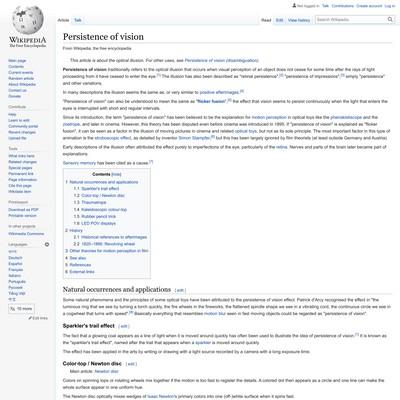 Not logged in Talk Contributions Create account Log in
Article Talk
Read Edit View history Search Wikipedia
WIKIPEDIA
The Free Encyclopedia
Main page
Contents
Current events
Random article
About Wikipedia
Contact us
Donate
Contribute
Help
Learn to edit
Community portal
Recent changes
Upload file
Tools
What links here
Related changes
Special pages
Permanent link
Page information
Cite this page
Wikidata item
Print/export
Download as PDF
Printable version
In other projects
Wikimedia Commons
Languages
Deutsch
Español
Français
Italiano
Português
Русский
Tiếng Việt
中文
10 more
Edit links
Persistence of vision
From Wikipedia, the free encyclopedia
This article is about the optical illusion. For other uses, see Persistence of vision (disambiguation).
Persistence of vision traditionally refers to the optical illusion that occurs when visual perception of an object does not cease for some time after the rays of light
proceeding from it have ceased to enter the eye.[1] The illusion has also been described as "retinal persistence",[2] "persistence of impressions",[3] simply "persistence"
and other variations.
In many descriptions the illusion seems the same as, or very similar to positive afterimages.[4]
"Persistence of vision" can also be understood to mean the same as "flicker fusion",[5] the effect that vision seems to persist continuously when the light that enters the
eyes is interrupted with short and regular intervals.
Since its introduction, the term "persistence of vision" has been believed to be the explanation for motion perception in optical toys like the phenakistiscope and the
zoetrope, and later in cinema. However, this theory has been disputed even before cinema was introduced in 1895. If "persistence of vision" is explained as "flicker
fusion", it can be seen as a factor in the illusion of moving pictures in cinema and related optical toys, but not as its sole principle. The most important factor in this type of
animation is the stroboscopic effect, as detailed by inventor Simon Stampfer,[6] but this has been largely ignored by film theorists (at least outside Germany and Austria)
Early descriptions of the illusion often attributed the effect purely to imperfections of the eye, particularly of the retina. Nerves and parts of the brain later became part of
explanations.
Sensory memory has been cited as a cause.[7]
Contents [hide]
1 Natural occurrences and applications
1.1 Sparkler's trail effect
1.2 Color-top / Newton disc
1.3 Thaumatrope
1.4 Kaleidoscopic colour-top
1.5 Rubber pencil trick
1.6 LED POV displays
2 History
2.1 Historical references to afterimages
2.2 1820–1866: Revolving wheel
3 Other theories for motion perception in film
4 See also
5 References
6 External links
Natural occurrences and applications [ edit ]
Some natural phenomena and the principles of some optical toys have been attributed to the persistence of vision effect. Patrick d'Arcy recognised the effect in "the
luminous ring that we see by turning a torch quickly, the fire wheels in the fireworks, the flattened spindle shape we see in a vibrating cord, the continuous circle we see in
a cogwheel that turns with speed".[8] Basically everything that resembles motion blur seen in fast moving objects could be regarded as "persistence of vision".
Sparkler's trail effect [ edit ]
The fact that a glowing coal appears as a line of light when it is moved around quickly has often been used to illustrate the idea of persistence of vision.[1] It is known as
the "sparkler's trail effect", named after the trail that appears when a sparkler is moved around quickly.
The effect has been applied in the arts by writing or drawing with a light source recorded by a camera with a long exposure time.
Color-top / Newton disc [ edit ]
Main article: Newton disc
Colors on spinning tops or rotating wheels mix together if the motion is too fast to register the details. A colored dot then appears as a circle and one line can make the
whole surface appear in one uniform hue.
The Newton disc optically mixes wedges of Isaac Newton's primary colors into one (off-)white surface when it spins fast.